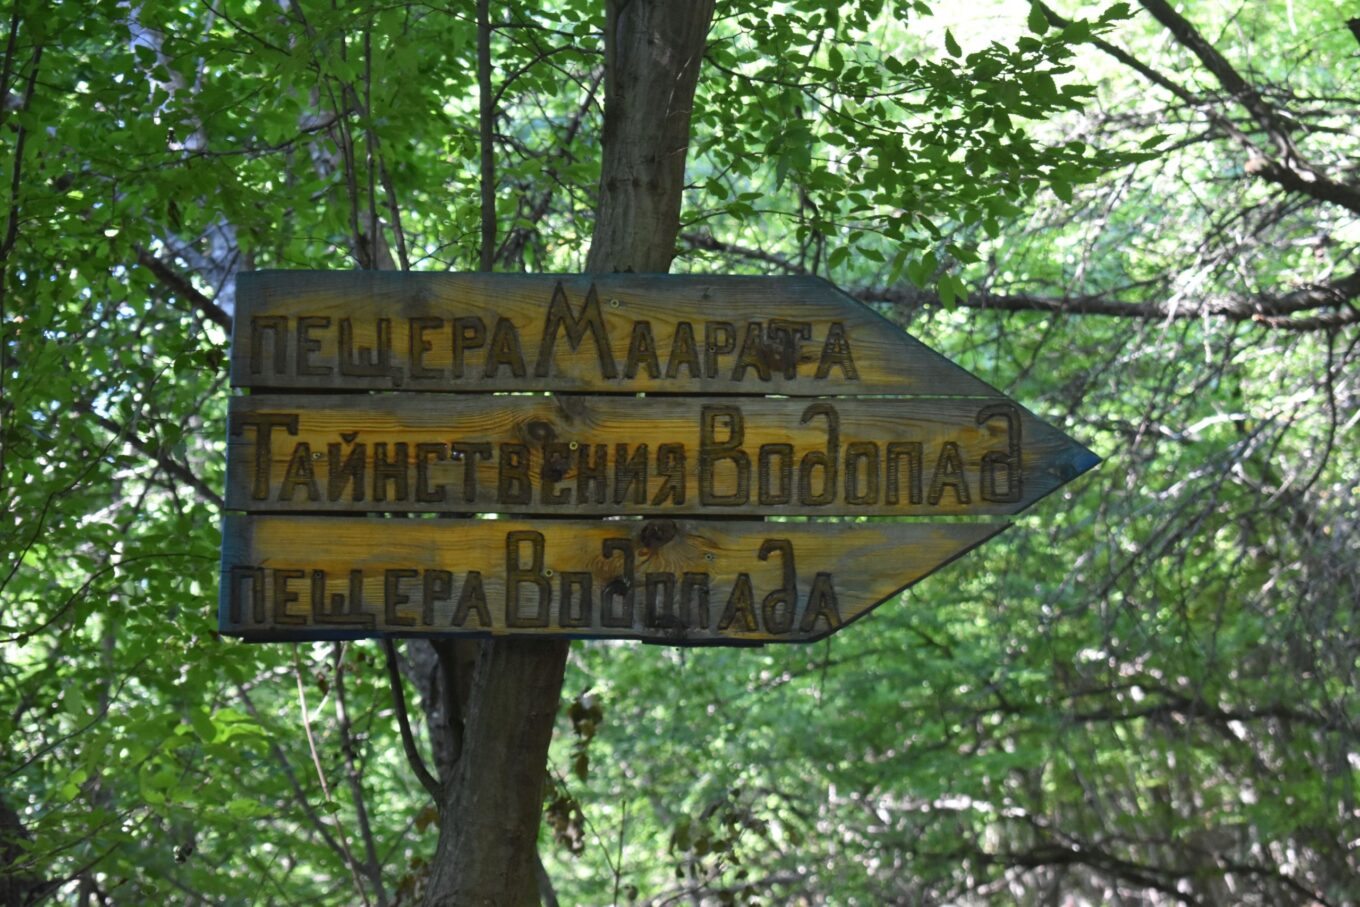 ПЕЩЕРА МААРАТА
ТАЙНСТВЕНИЯ ВОДОПАД
ПЕЩЕРА ВОДОПАДА